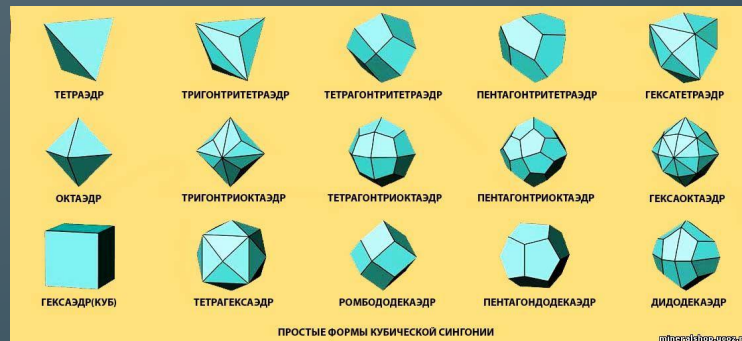 ТЕТРАЭДР ТРИГОНТРИТЕТРАЭДР ТЕТРАГОНТРИТЕТРАЭДР ПЕНТАГОНТРИТЕТРАЭДР ГЕКСАТЕТРАЭДР
ОКТАЭДР ТРИГОНТРИОКТАЭДР ТЕТРАГОНТРИОКТАЭДР ПЕНТАГОНТРИОКТАЭДР ГЕКСАОКТАЭДР
ГЕКСАЭДР(КУБ) ТЕТРАГЕКСАЭДР РОМБОДОДЕКАЭДР ПЕНТАГОНДОДЕКАЭДР ДИДОДЕКАЭДР
ПРОСТЫЕ ФОРМЫ КУБИЧЕСКОЙ СИНГОНИИ